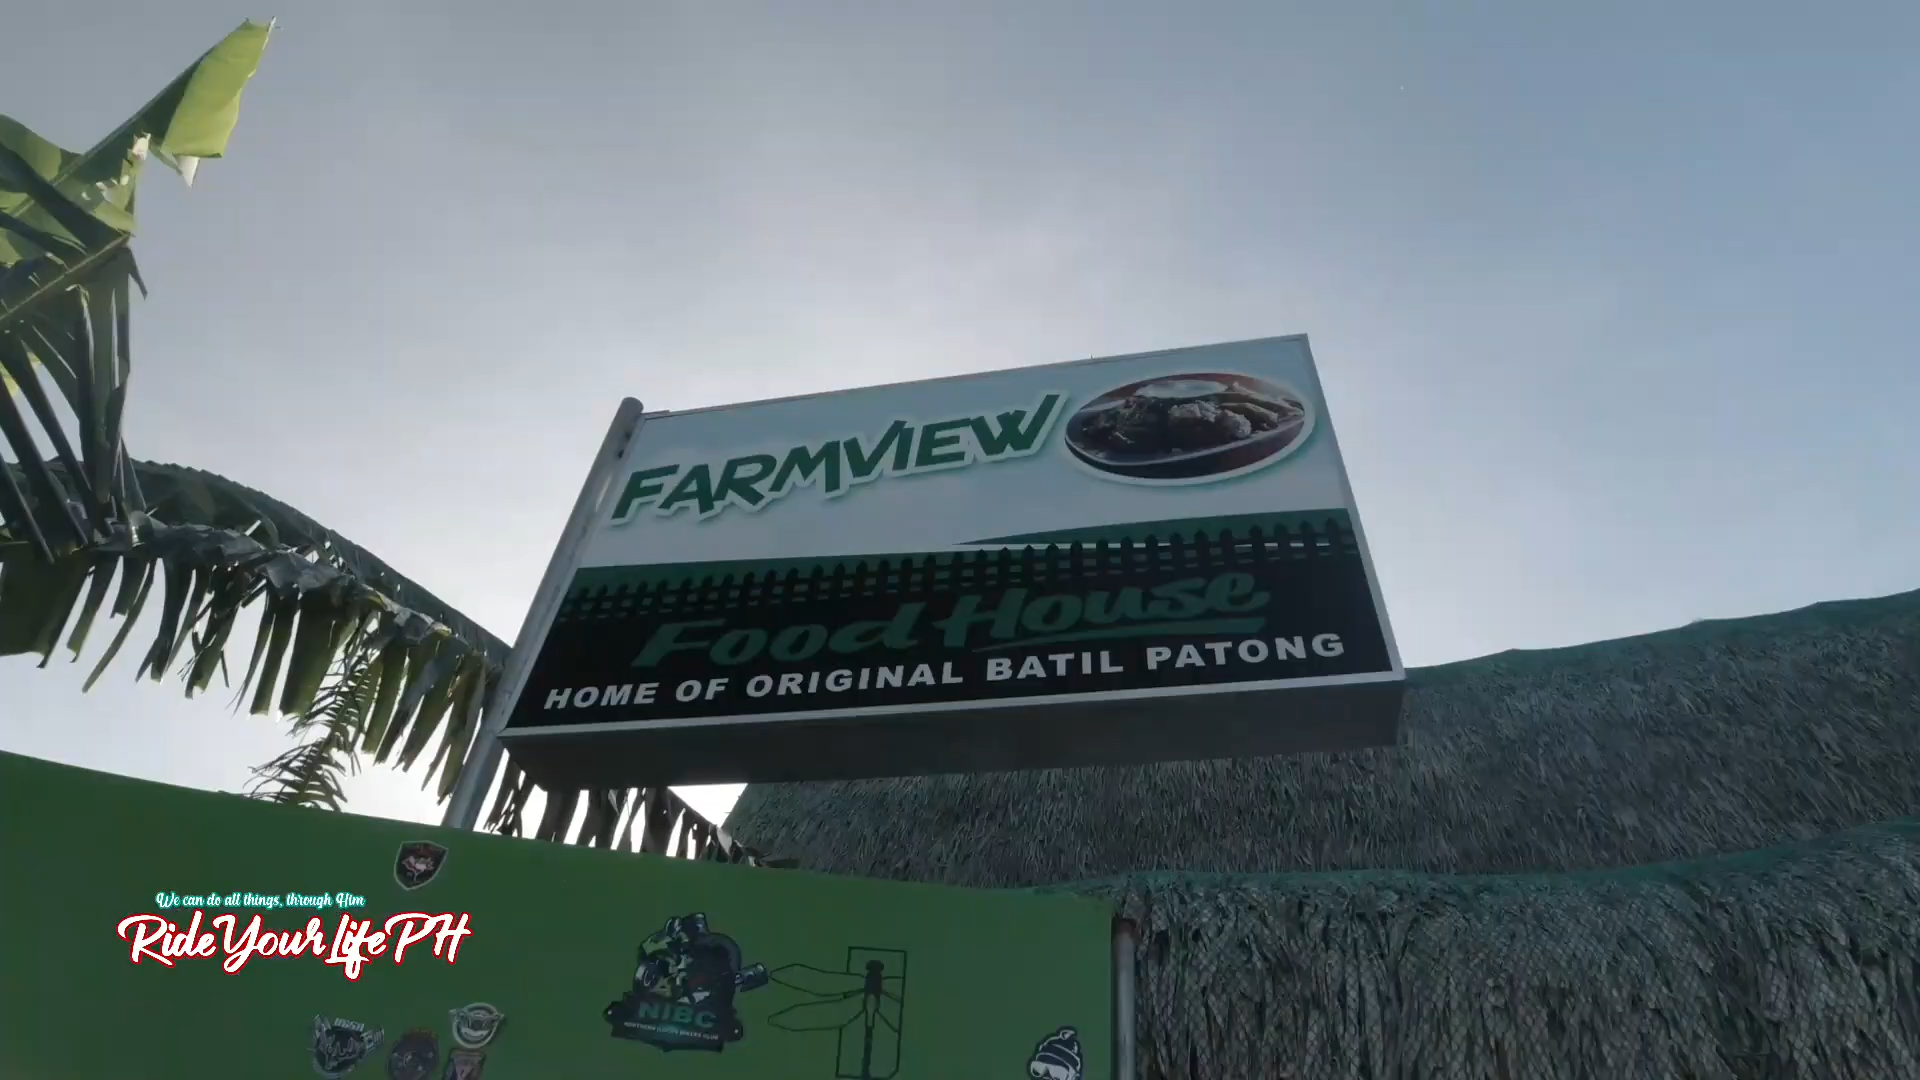 FARMVIEW
Food House
HOME OF ORIGINAL BATIL PATONG
We can do all things, through Him
Ride Your Life PH
NIBC